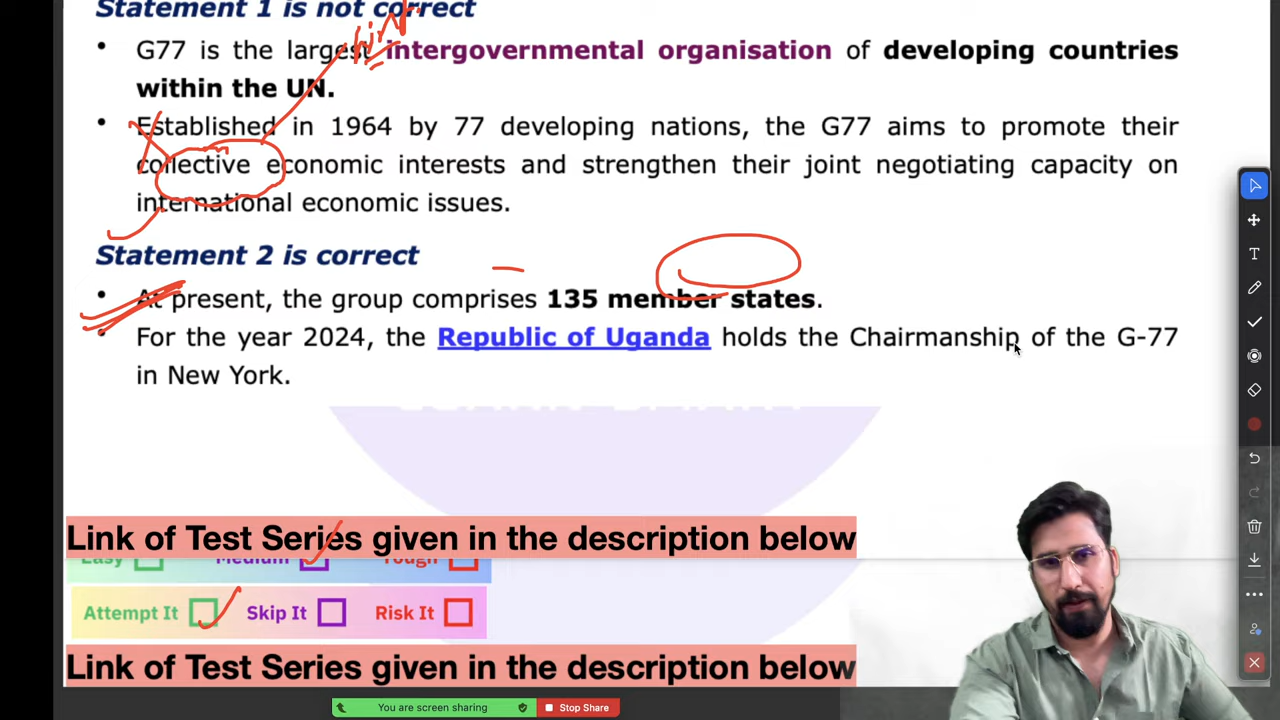 Statement 1 is not correct
hint
• G77 is the largest intergovernmental organisation of developing countries
within the UN.
• Established in 1964 by 77 developing nations, the G77 aims to promote their
collective economic interests and strengthen their joint negotiating capacity on
international economic issues.
Statement 2 is correct
• At present, the group comprises 135 member states.
• For the year 2024, the Republic of Uganda holds the Chairmanship of the G-77
in New York.
Link of Test Series given in the description below
Easy Medium Tough
Attempt It Skip It Risk It
Link of Test Series given in the description below
You are screen sharing Stop Share